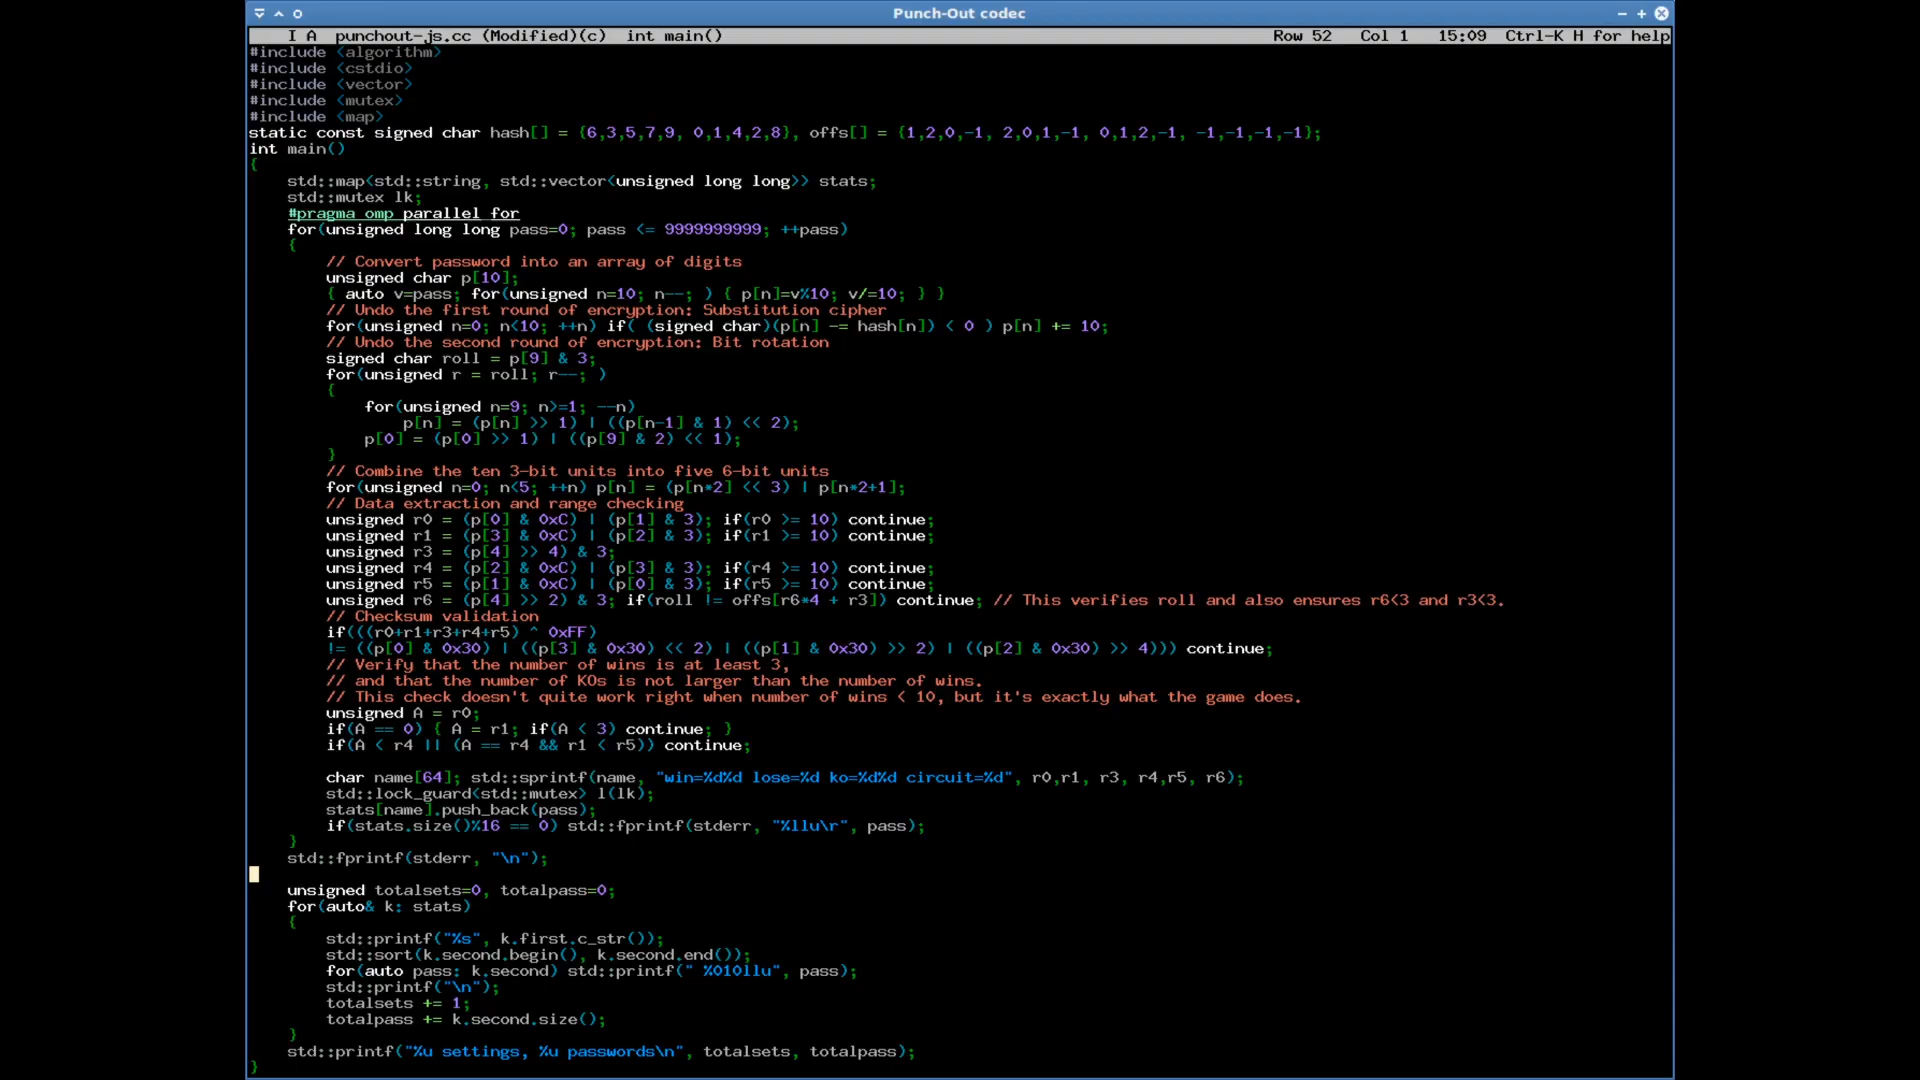 Punch-Out codec
I A punchout-js.cc (Modified)(c) int main() Row 52 Col 1 15:09 Ctrl-K H for help
#include <algorithm>
#include <cstdio>
#include <vector>
#include <mutex>
#include <map>
static const signed char hash[] = {6,3,5,7,9, 0,1,4,2,8}, offs[] = {1,2,0,-1, 2,0,1,-1, 0,1,2,-1, -1,-1,-1,-1};
int main()
{
    std::map<std::string, std::vector<unsigned long long>> stats;
    std::mutex lk;
    #pragma omp parallel for
    for(unsigned long long pass=0; pass <= 9999999999; ++pass)
    {
        // Convert password into an array of digits
        unsigned char p[10];
        { auto v=pass; for(unsigned n=10; n--; ) { p[n]=v%10; v/=10; } }
        // Undo the first round of encryption: Substitution cipher
        for(unsigned n=0; n<10; ++n) if( (signed char)(p[n] -= hash[n]) < 0 ) p[n] += 10;
        // Undo the second round of encryption: Bit rotation
        signed char roll = p[9] & 3;
        for(unsigned r = roll; r--; )
        {
            for(unsigned n=9; n>=1; --n)
                p[n] = (p[n] >> 1) | ((p[n-1] & 1) << 2);
            p[0] = (p[0] >> 1) | ((p[9] & 2) << 1);
        }
        // Combine the ten 3-bit units into five 6-bit units
        for(unsigned n=0; n<5; ++n) p[n] = (p[n*2] << 3) | p[n*2+1];
        // Data extraction and range checking
        unsigned r0 = (p[0] & 0xC) | (p[1] & 3); if(r0 >= 10) continue;
        unsigned r1 = (p[3] & 0xC) | (p[2] & 3); if(r1 >= 10) continue;
        unsigned r3 = (p[4] >> 4) & 3;
        unsigned r4 = (p[2] & 0xC) | (p[3] & 3); if(r4 >= 10) continue;
        unsigned r5 = (p[1] & 0xC) | (p[0] & 3); if(r5 >= 10) continue;
        unsigned r6 = (p[4] >> 2) & 3; if(roll != offs[r6*4 + r3]) continue; // This verifies roll and also ensures r6<3 and r3<3.
        // Checksum validation
        if(((r0+r1+r3+r4+r5) ^ 0xFF)
        != ((p[0] & 0x30) | ((p[3] & 0x30) << 2) | ((p[1] & 0x30) >> 2) | ((p[2] & 0x30) >> 4))) continue;
        // Verify that the number of wins is at least 3,
        // and that the number of KOs is not larger than the number of wins.
        // This check doesn't quite work right when number of wins < 10, but it's exactly what the game does.
        unsigned A = r0;
        if(A == 0) { A = r1; if(A < 3) continue; }
        if(A < r4 || (A == r4 && r1 < r5)) continue;
        char name[64]; std::sprintf(name, "win=%d%d lose=%d ko=%d%d circuit=%d", r0,r1, r3, r4,r5, r6);
        std::lock_guard<std::mutex> l(lk);
        stats[name].push_back(pass);
        if(stats.size()%16 == 0) std::fprintf(stderr, "%llu\r", pass);
    }
    std::fprintf(stderr, "\n");
    unsigned totalsets=0, totalpass=0;
    for(auto& k: stats)
    {
        std::printf("%s", k.first.c_str());
        std::sort(k.second.begin(), k.second.end());
        for(auto pass: k.second) std::printf(" %010llu", pass);
        std::printf("\n");
        totalsets += 1;
        totalpass += k.second.size();
    }
    std::printf("%u settings, %u passwords\n", totalsets, totalpass);
}